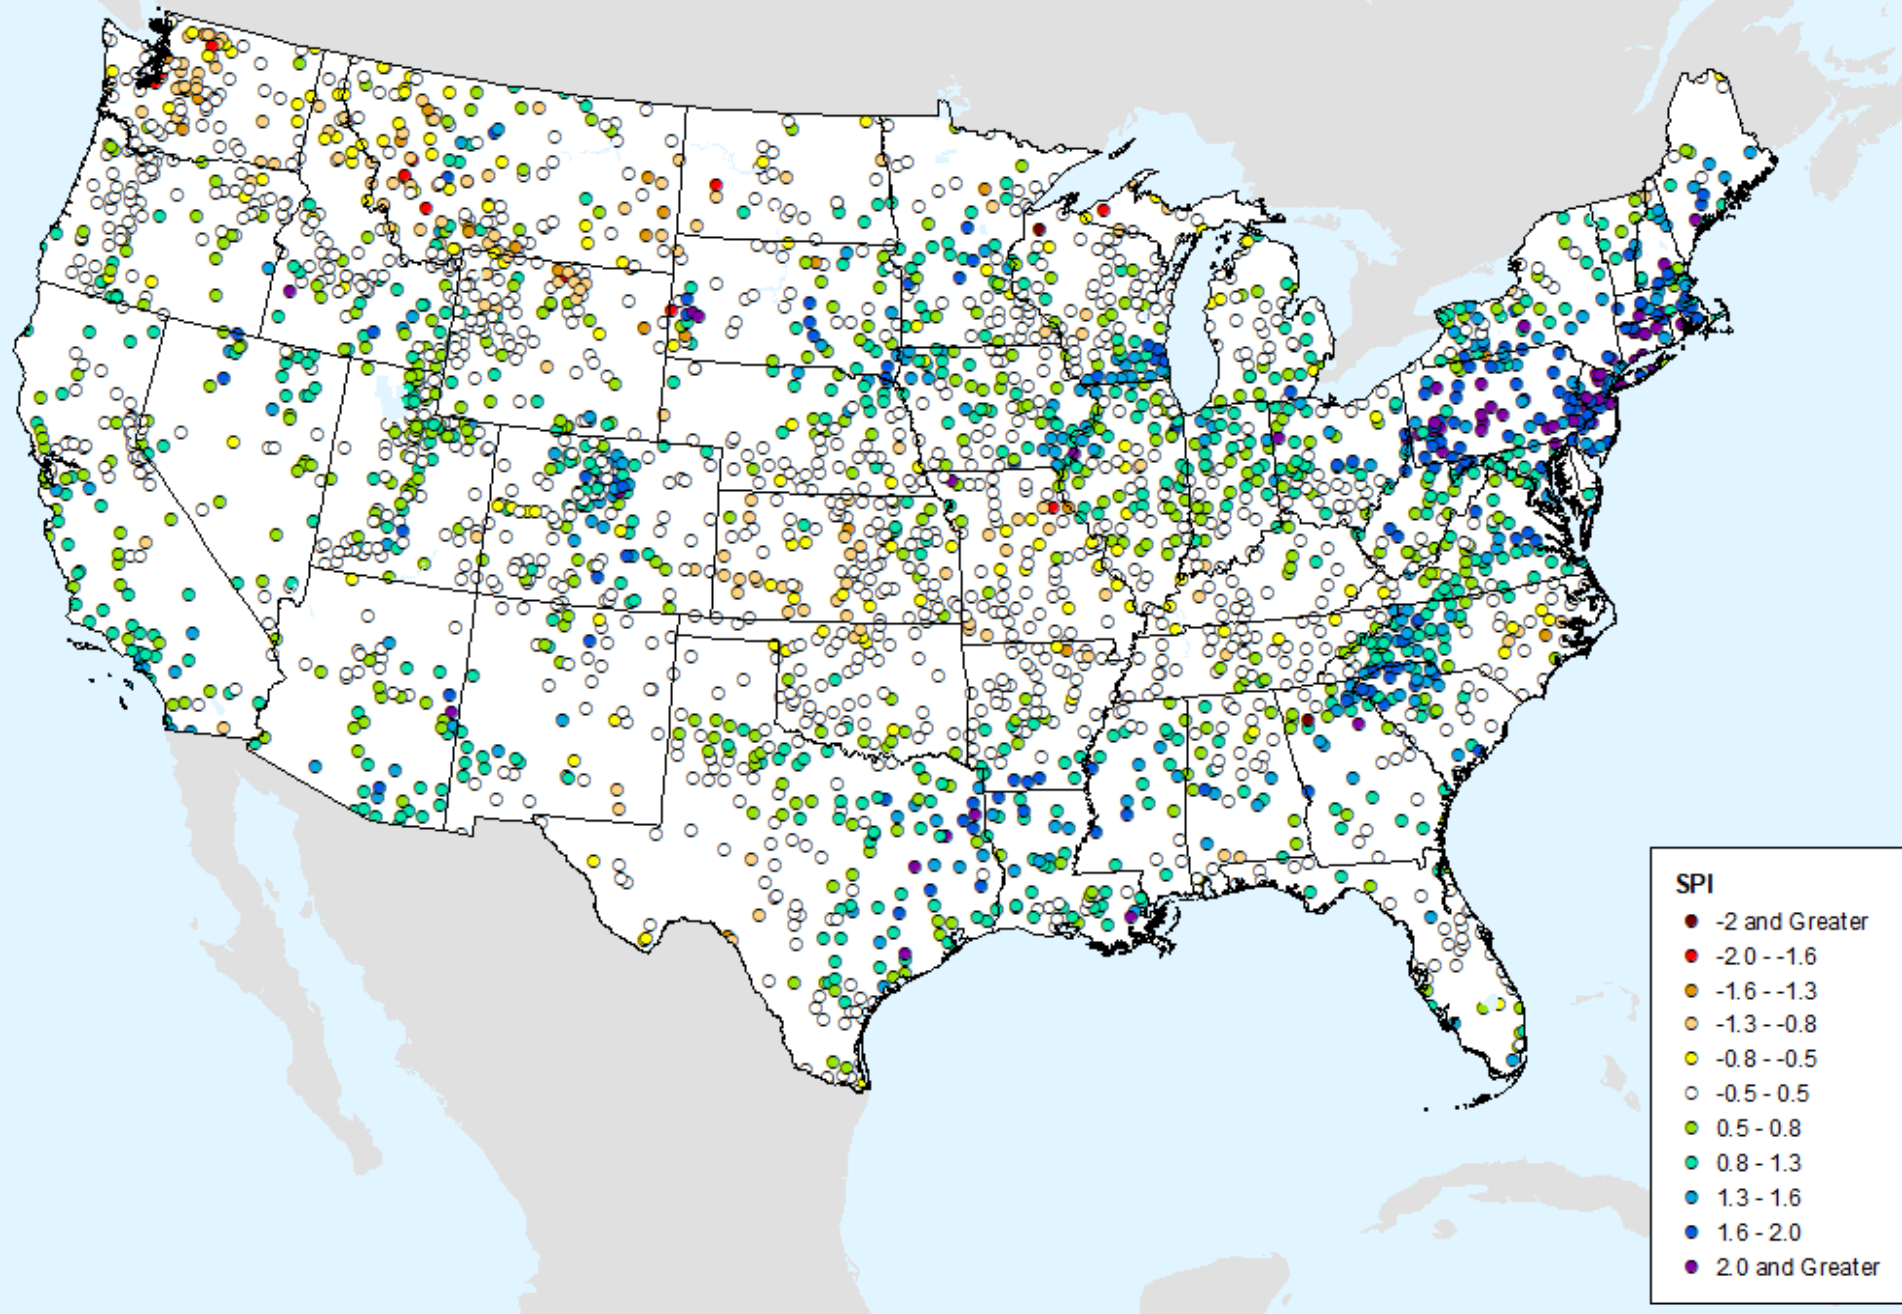 SPI
-2 and Greater
-2.0 - -1.6
-1.6 - -1.3
-1.3 - -0.8
-0.8 - -0.5
-0.5 - 0.5
0.5 - 0.8
0.8 - 1.3
1.3 - 1.6
1.6 - 2.0
2.0 and Greater